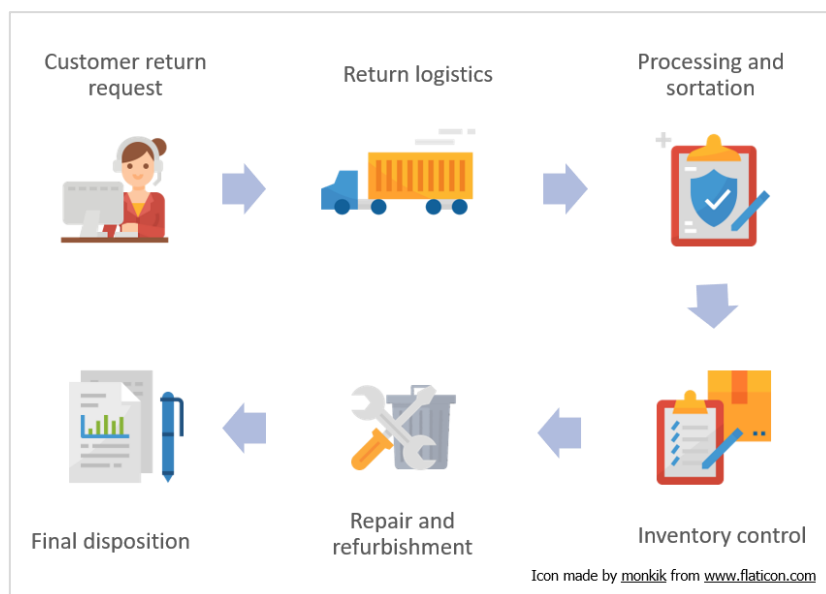 Customer return
request
Return logistics
Processing and
sortation
Final disposition
Repair and
refurbishment
Inventory control
Icon made by monkik from www.flaticon.com